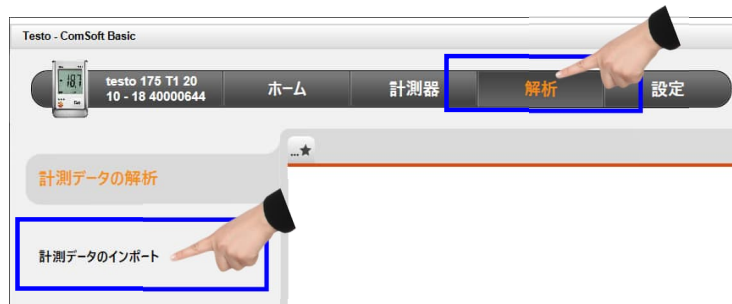 Testo - ComSoft Basic
-18.7
testo 175 T1 20
10 - 18 40000644
ホーム
計測器
解析
設定
...★
計測データの解析
計測データのインポート